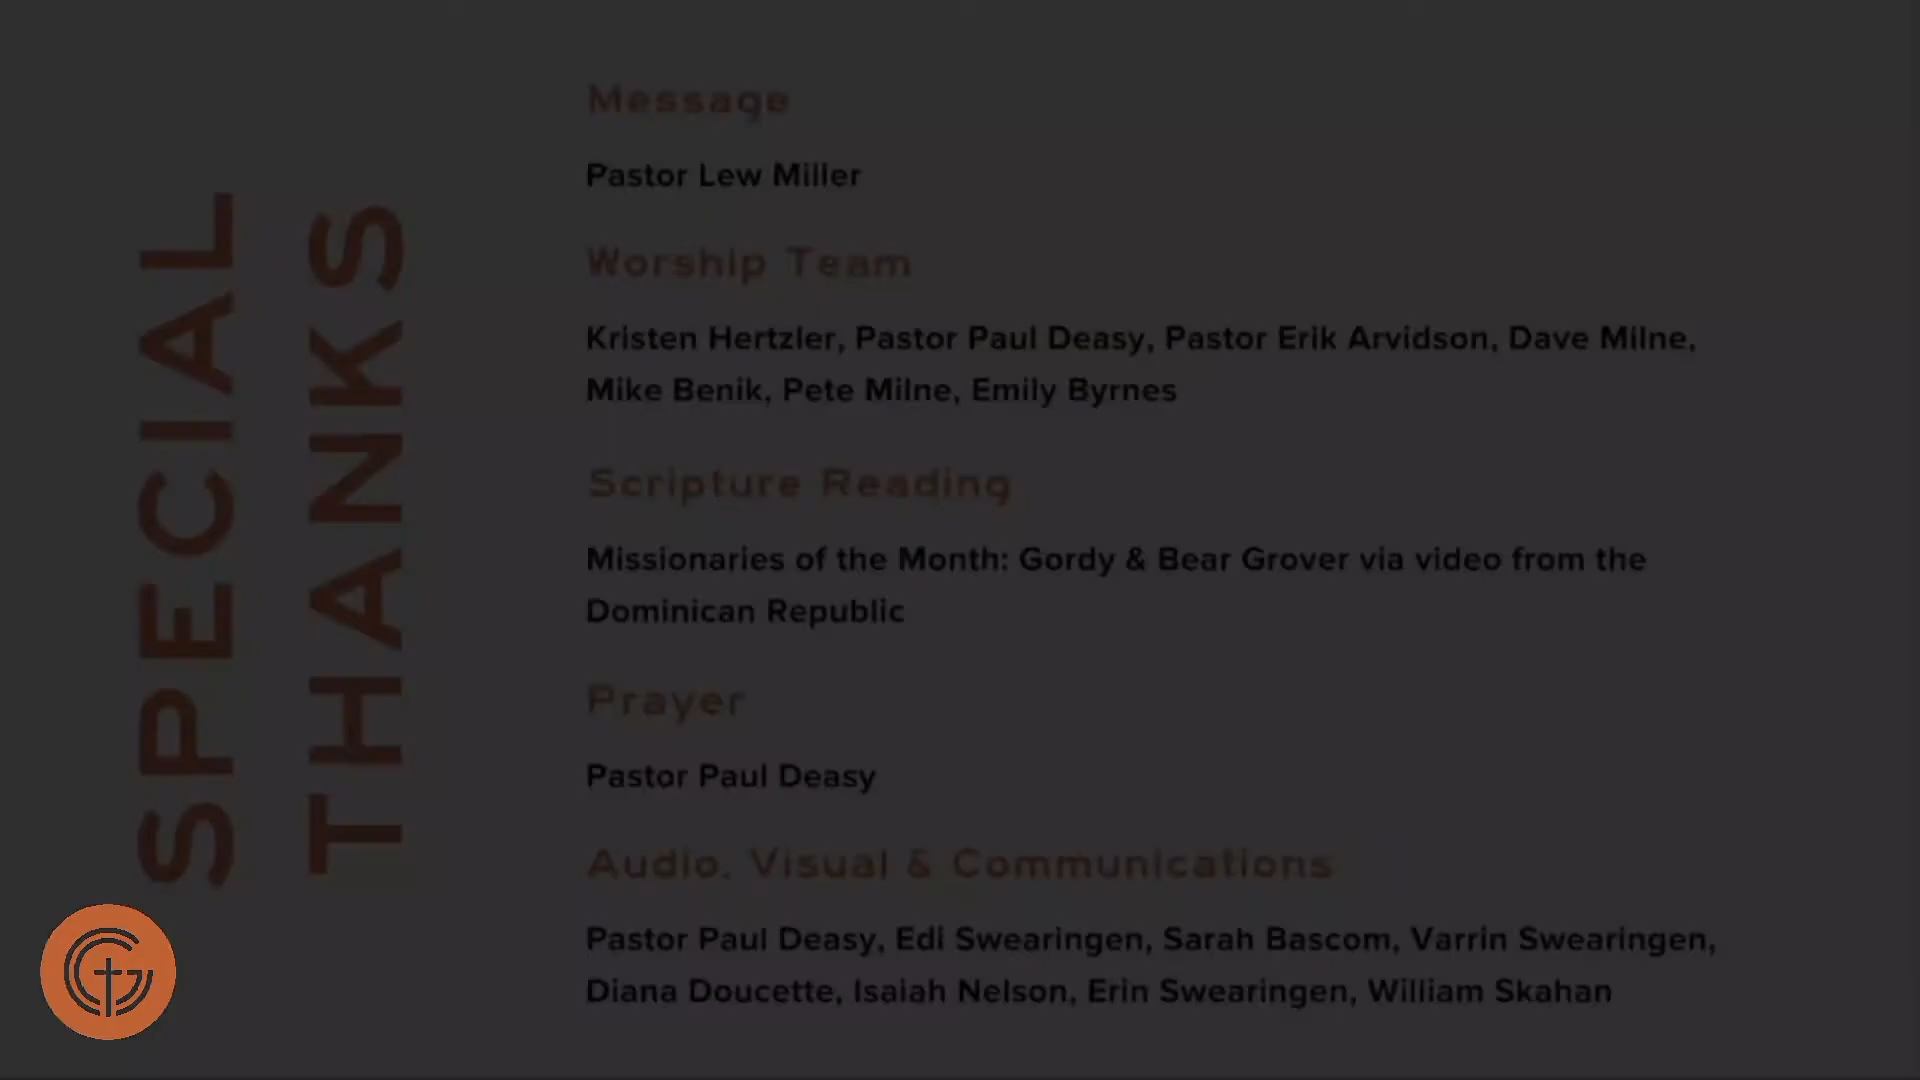 SPECIAL
THANKS
Message
Pastor Lew Miller
Worship Team
Kristen Hertzler, Pastor Paul Deasy, Pastor Erik Arvidson, Dave Milne,
Mike Benik, Pete Milne, Emily Byrnes
Scripture Reading
Missionaries of the Month: Gordy & Bear Grover via video from the
Dominican Republic
Prayer
Pastor Paul Deasy
Audio, Visual & Communications
Pastor Paul Deasy, Edi Swearingen, Sarah Bascom, Varrin Swearingen,
Diana Doucette, Isaiah Nelson, Erin Swearingen, William Skahan